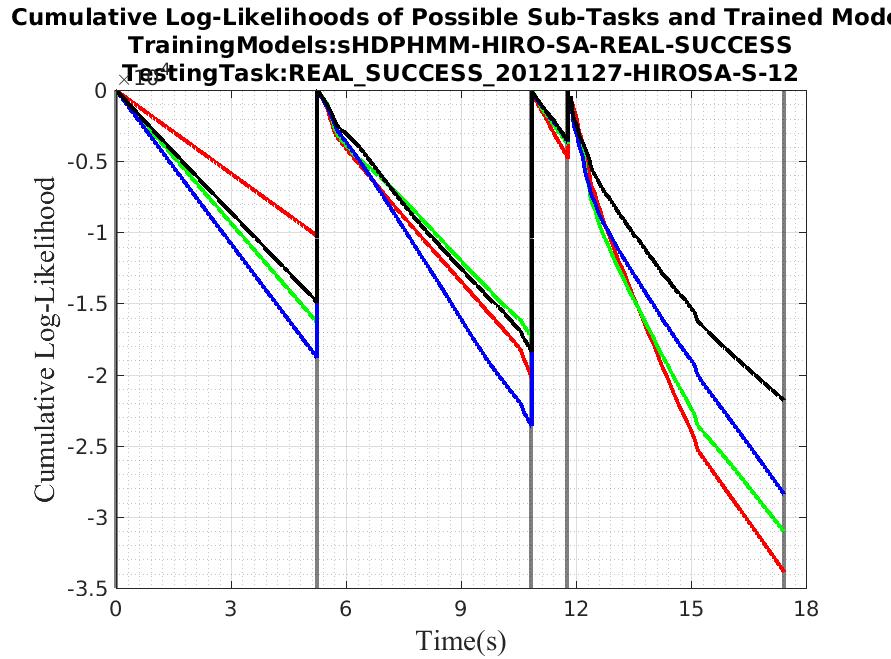 Cumulative Log-Likelihoods of Possible Sub-Tasks and Trained Mode
TrainingModels:sHDPHMM-HIRO-SA-REAL-SUCCESS
TestingTask:REAL_SUCCESS_20121127-HIROSA-S-12
×10⁴
0
-0.5
-1
-1.5
-2
-2.5
-3
-3.5
Cumulative Log-Likelihood
0 3 6 9 12 15 18
Time(s)